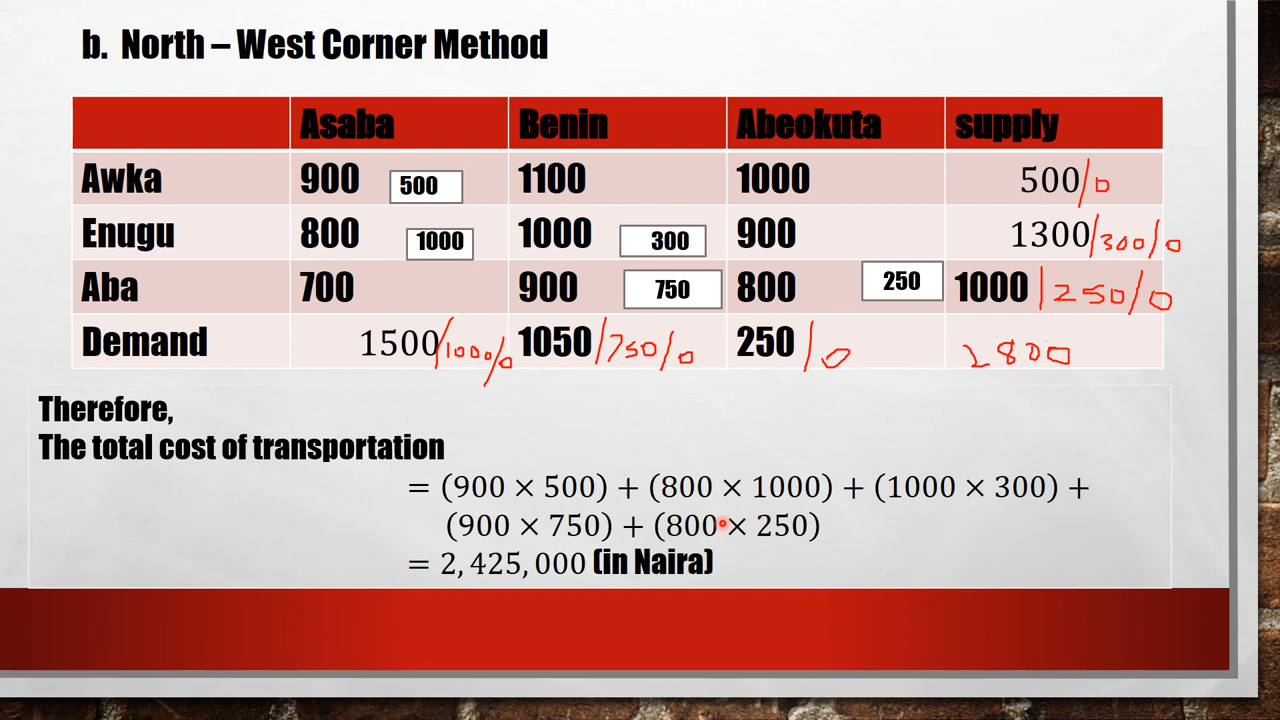 b. North – West Corner Method
Asaba Benin Abeokuta supply
Awka 900 500 1100 1000 500/0
Enugu 800 1000 1000 300 900 1300/300/0
Aba 700 900 750 800 250 1000/250/0
Demand 1500/1000/0 1050/750/0 250/0 2800
Therefore,
The total cost of transportation
= (900 × 500) + (800 × 1000) + (1000 × 300) +
(900 × 750) + (800 × 250)
= 2,425,000 (in Naira)